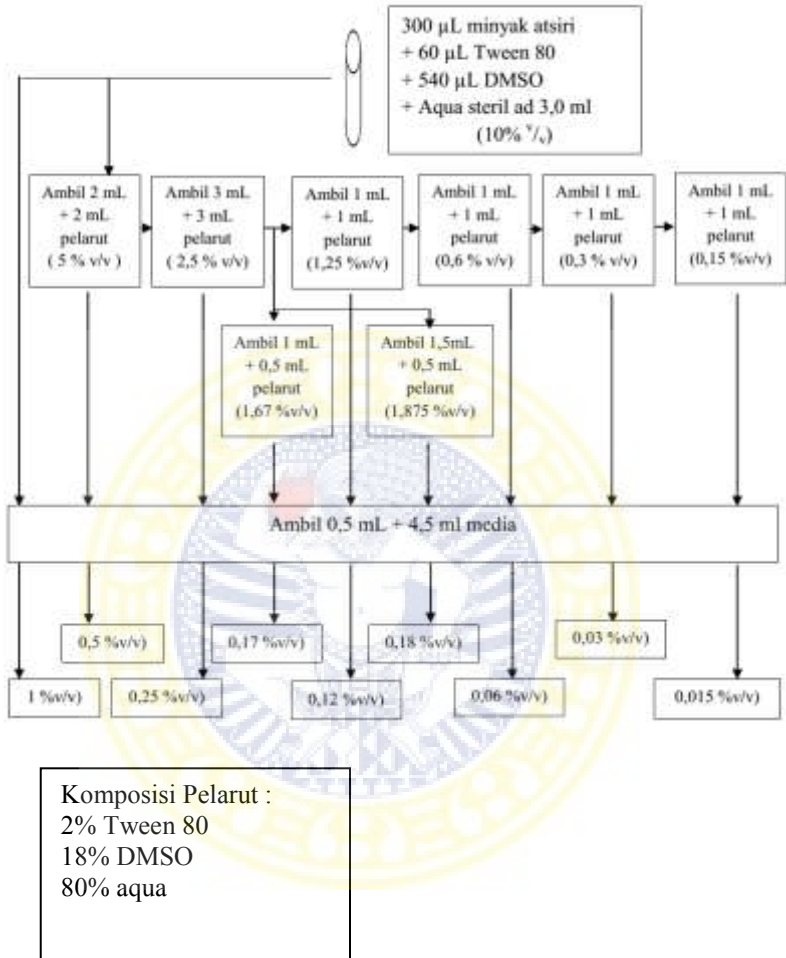 300 µL minyak atsiri
+ 60 µL Tween 80
+ 540 µL DMSO
+ Aqua steril ad 3,0 ml
(10% v/v)
Ambil 2 mL
+ 2 mL
pelarut
( 5 % v/v )
Ambil 3 mL
+ 3 mL
pelarut
( 2,5 % v/v)
Ambil 1 mL
+ 1 mL
pelarut
(1,25 %v/v)
Ambil 1 mL
+ 1 mL
pelarut
(0,6 % v/v)
Ambil 1 mL
+ 1 mL
pelarut
(0,3 % v/v)
Ambil 1 mL
+ 1 mL
pelarut
(0,15 %v/v)
Ambil 1 mL
+ 0,5 mL
pelarut
(1,67 %v/v)
Ambil 1,5mL
+ 0,5 mL
pelarut
(1,875 %v/v)
Ambil 0,5 mL + 4,5 ml media
0,5 %v/v)
0,17 %v/v)
0,18 %v/v)
0,03 %v/v)
1 %v/v)
0,25 %v/v)
0,12 %v/v)
0,06 %v/v)
0,015 %v/v)
Komposisi Pelarut :
2% Tween 80
18% DMSO
80% aqua